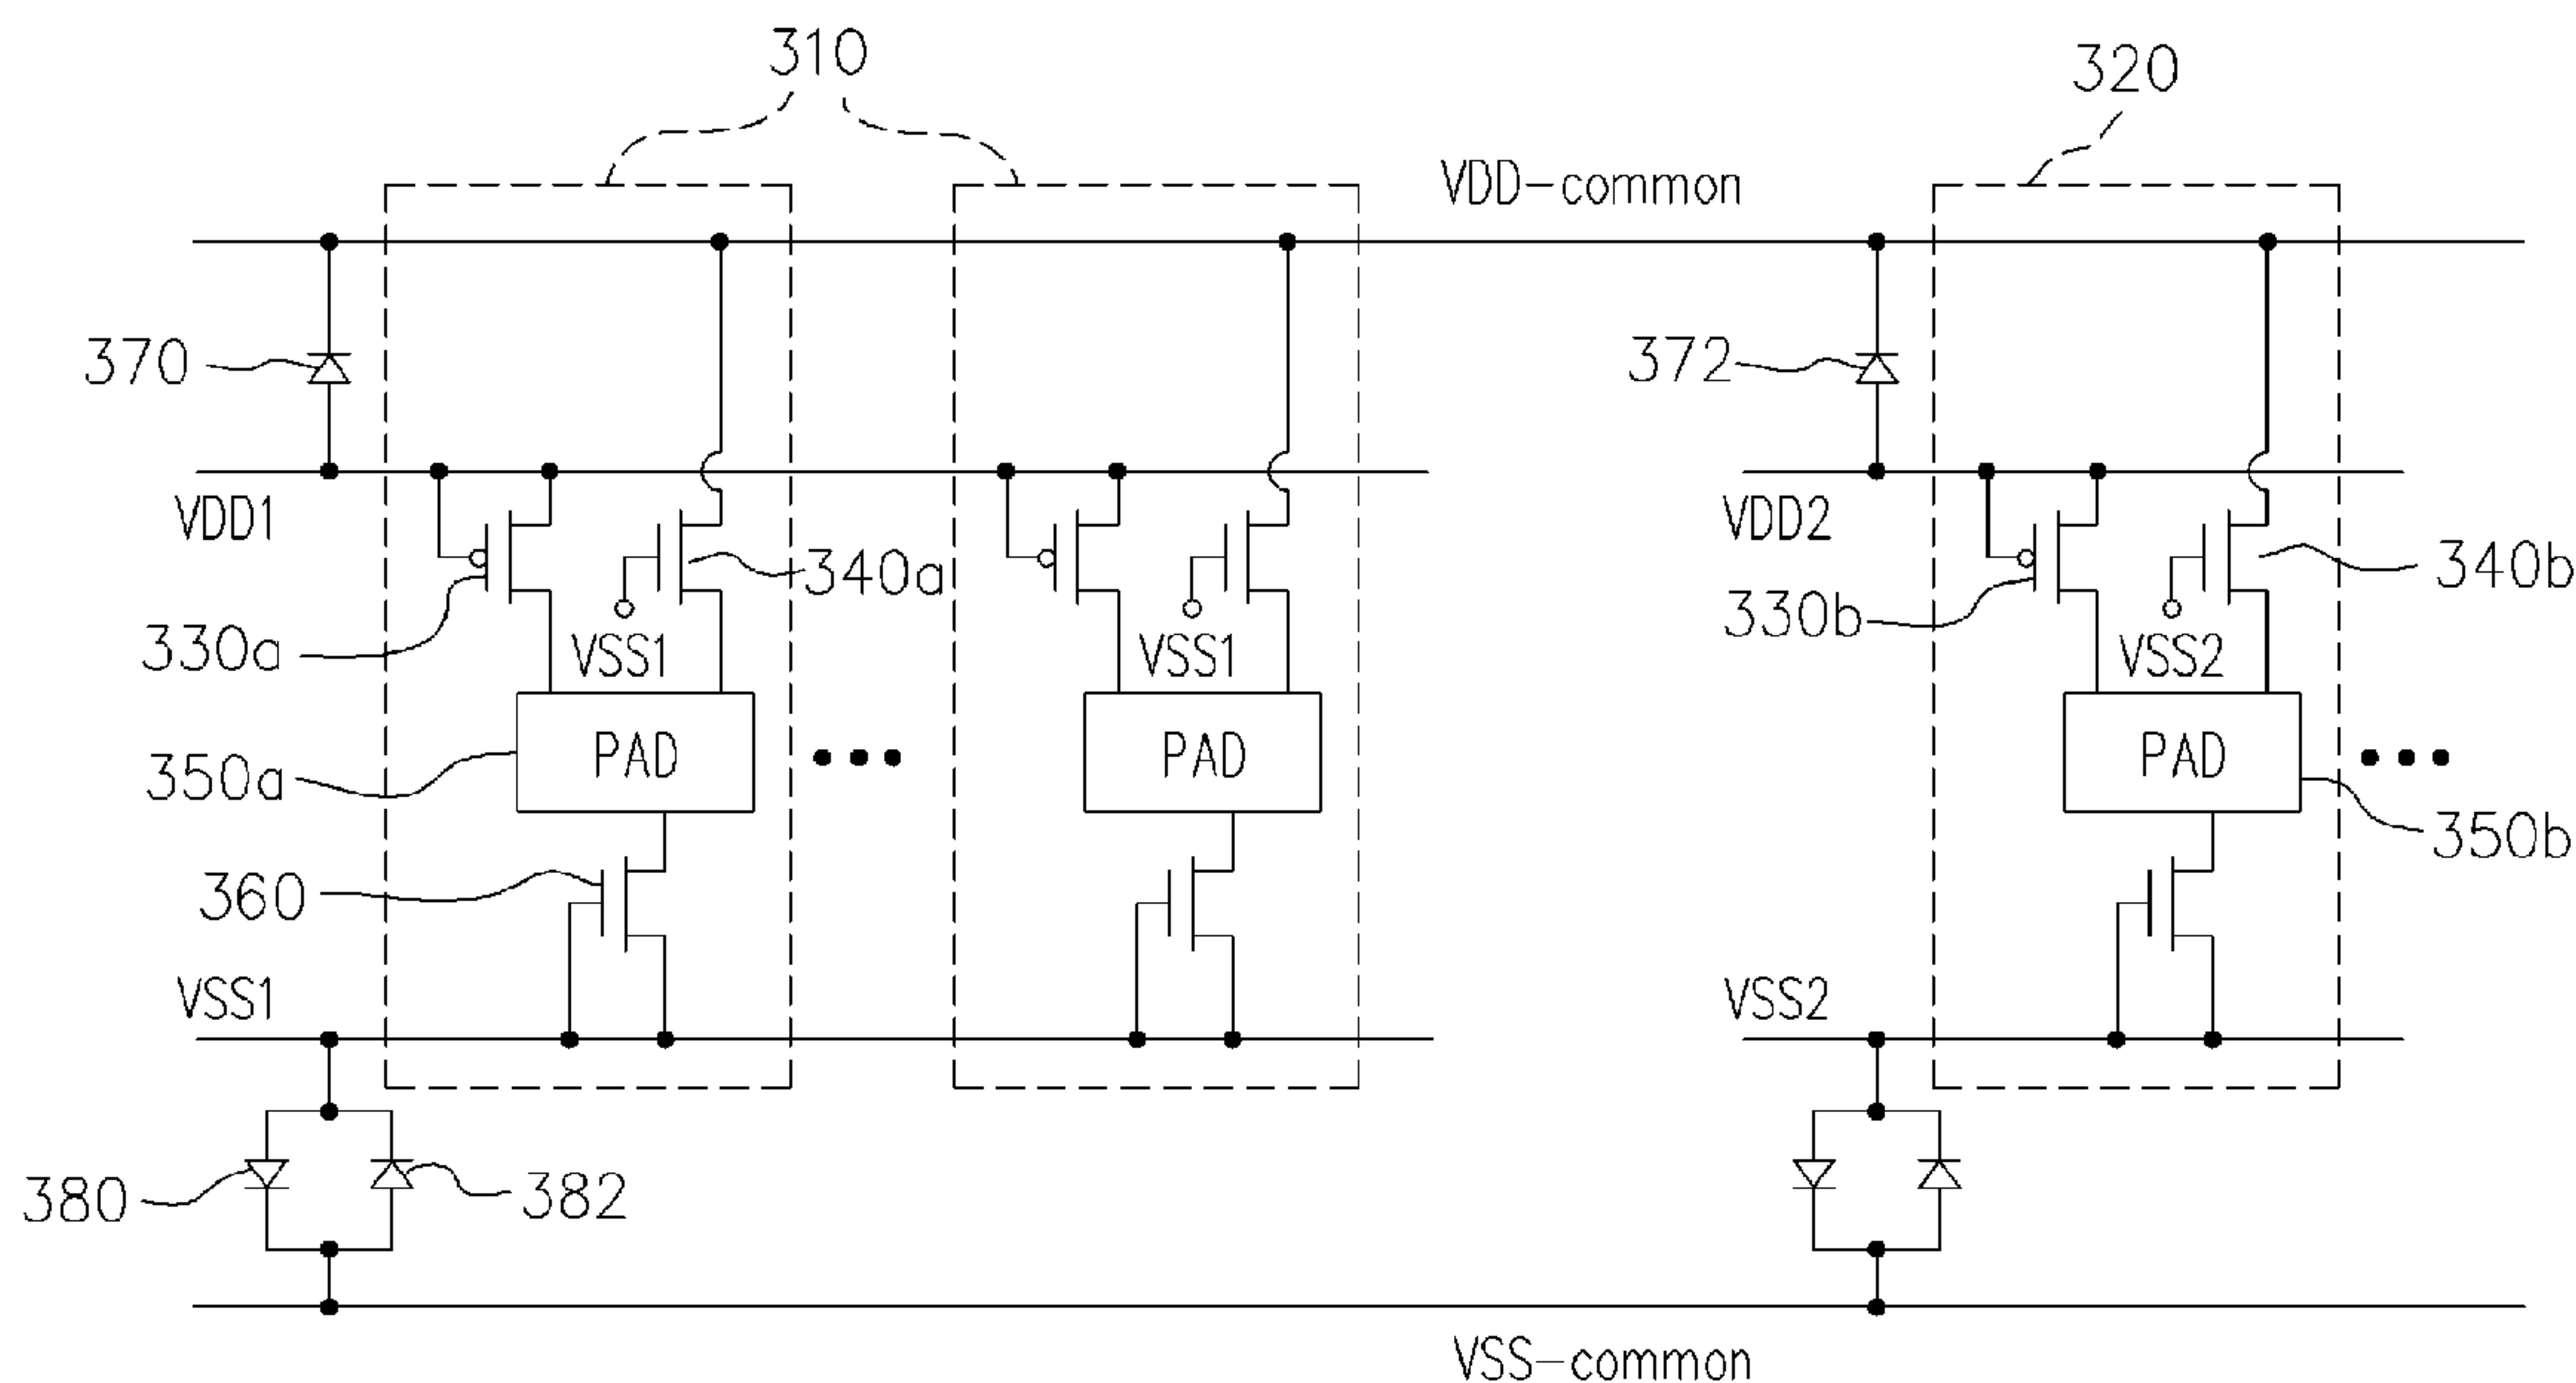 310
320
VDD-common
370
372
VDD1
VDD2
340a
340b
330a
330b
VSS1
VSS1
VSS2
PAD
PAD
PAD
350a
350b
360
VSS1
VSS2
380
382
VSS-common